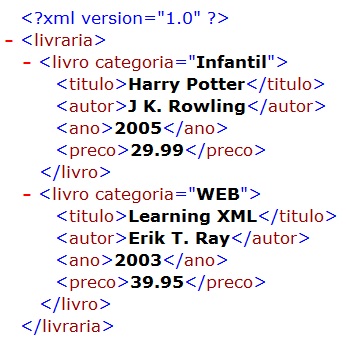 <?xml version="1.0" ?>
- <livraria>
- <livro categoria="Infantil">
<titulo>Harry Potter</titulo>
<autor>J K. Rowling</autor>
<ano>2005</ano>
<preco>29.99</preco>
</livro>
- <livro categoria="WEB">
<titulo>Learning XML</titulo>
<autor>Erik T. Ray</autor>
<ano>2003</ano>
<preco>39.95</preco>
</livro>
</livraria>